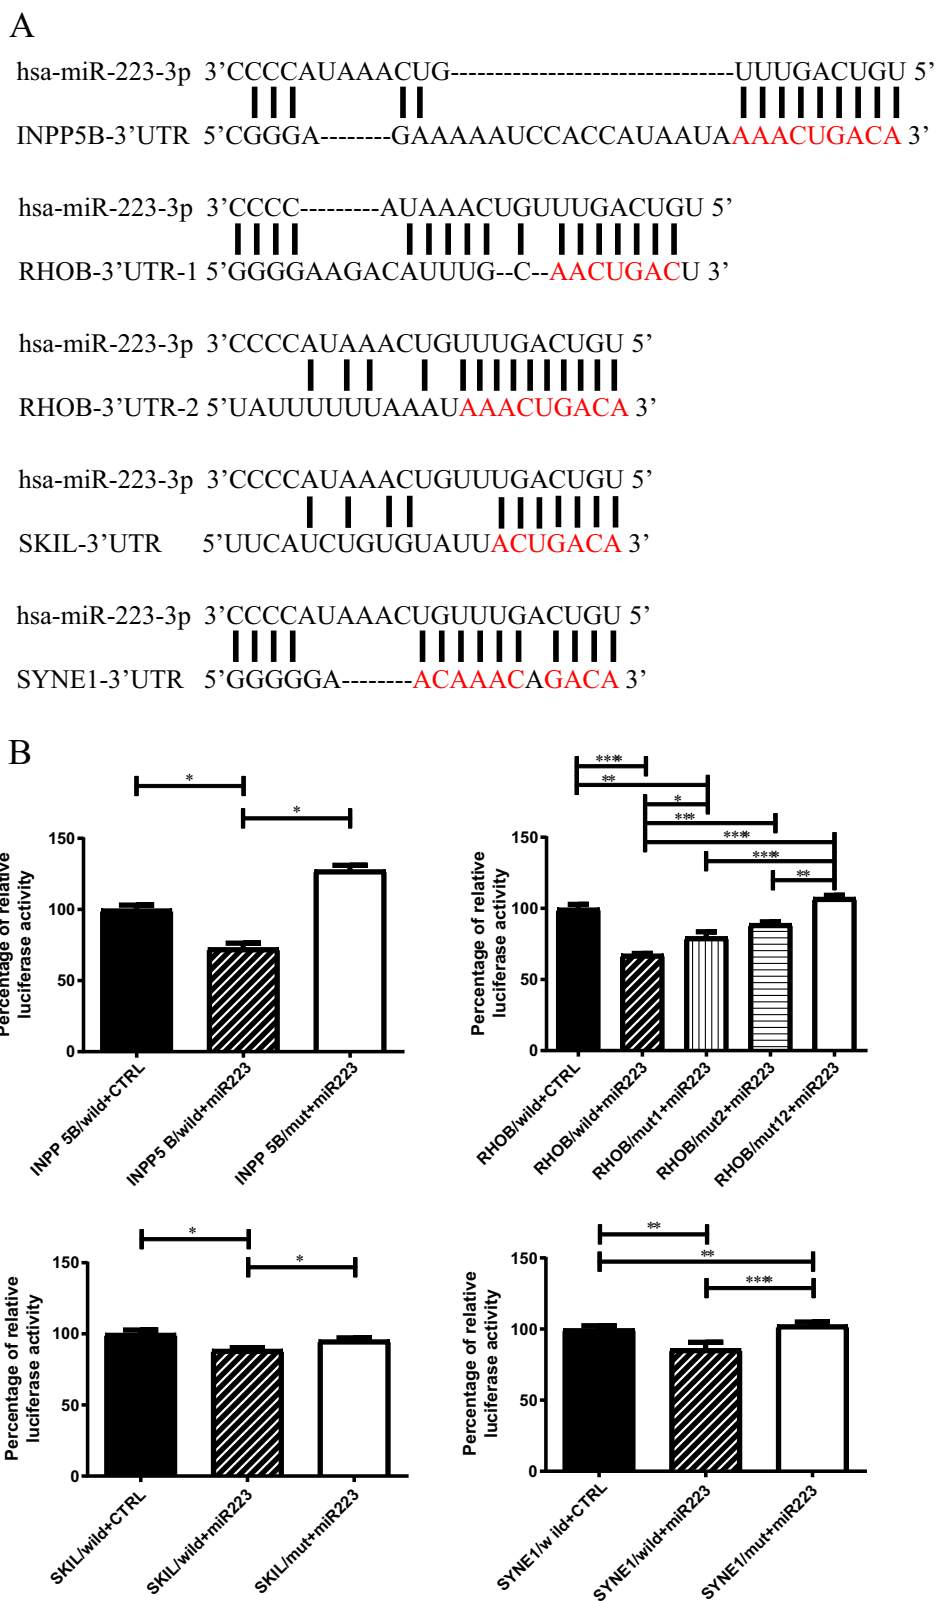 A
hsa-miR-223-3p 3’CCCCAUAAACUG--------------------------------UUUGACUGU 5’
INPP5B-3’UTR 5’CGGGA--------GAAAAAUCCACCAUAAUAAAACUGACA 3’
hsa-miR-223-3p 3’CCCC---------AUAAACUGUUUGACUGU 5’
RHOB-3’UTR-1 5’GGGGAAGACAUUUG--C--AACUGACU 3’
hsa-miR-223-3p 3’CCCCAUAAACUGUUUGACUGU 5’
RHOB-3’UTR-2 5’UAUUUUUUAAAUAAACUGACA 3’
hsa-miR-223-3p 3’CCCCAUAAACUGUUUGACUGU 5’
SKIL-3’UTR 5’UUCAUCUGUGUAUUACUGACA 3’
hsa-miR-223-3p 3’CCCCAUAAACUGUUUGACUGU 5’
SYNE1-3’UTR 5’GGGGGA--------ACAAACAGACA 3’
B
*
*
Percentage of relative
luciferase activity
150
100
50
0
INPP 5B/wild+CTRL
INPP5 B/wild+miR223
INPP 5B/mut+miR223
****
**
*
***
****
****
**
Percentage of relative
luciferase activity
150
100
50
0
RHOB/wild+CTRL
RHOB/wild+miR223
RHOB/mut1+miR223
RHOB/mut2+miR223
RHOB/mut12+miR223
*
*
Percentage of relative
luciferase activity
150
100
50
0
SKIL/wild+CTRL
SKIL/wild+miR223
SKIL/mut+miR223
**
**
****
Percentage of relative
luciferase activity
150
100
50
0
SYNE1/w ild+CTRL
SYNE1/wild+miR223
SYNE1/mut+miR223